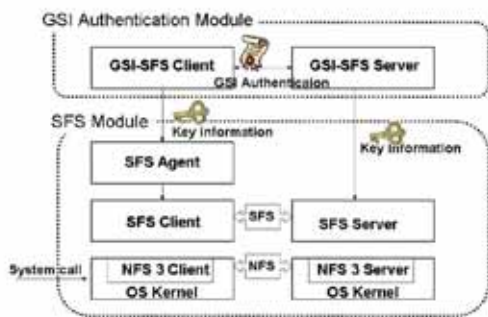 GSI Authentication Module
GSI-SFS Client
GSI-SFS Server
GSI Authenticaion
SFS Module
Key Information
Key Information
SFS Agent
SFS Client
SFS
SFS Server
System call
NFS 3 Client
NFS
NFS 3 Server
OS Kernel
OS Kernel